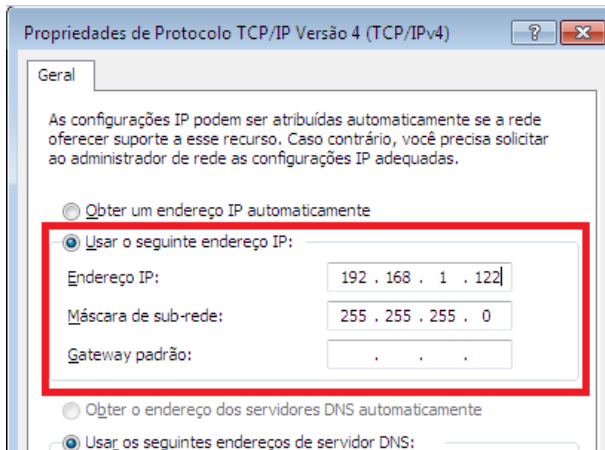 Propriedades de Protocolo TCP/IP Versão 4 (TCP/IPv4)
Geral
As configurações IP podem ser atribuídas automaticamente se a rede
oferecer suporte a esse recurso. Caso contrário, você precisa solicitar
ao administrador de rede as configurações IP adequadas.
Obter um endereço IP automaticamente
Usar o seguinte endereço IP:
Endereço IP: 192 . 168 . 1 . 122
Máscara de sub-rede: 255 . 255 . 255 . 0
Gateway padrão: . . .
Obter o endereço dos servidores DNS automaticamente
Usar os seguintes endereços de servidor DNS: